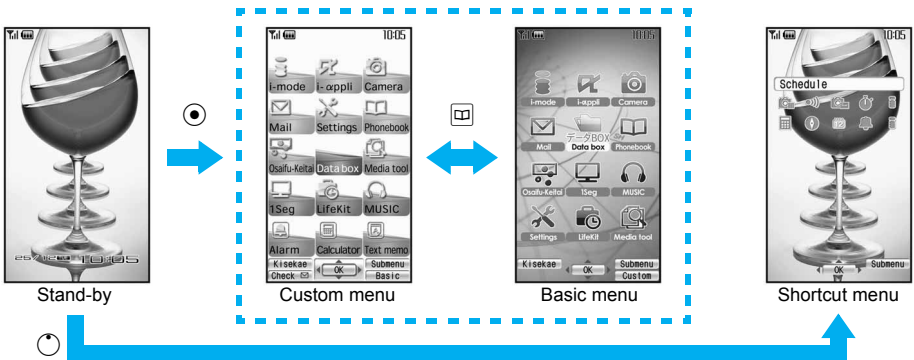 10:05
Stand-by
10:05
i-mode i-αppli Camera
Mail Settings Phonebook
Osaifu-Keitai Data box Media tool
1Seg LifeKit MUSIC
Alarm Calculator Text memo
Kisekae Submenu
Check OK Basic
Custom menu
10:05
i-mode i-αppli Camera
データBOX
Mail Data box Phonebook
Osaifu-Keitai 1Seg MUSIC
Settings LifeKit Media tool
Kisekae Submenu
OK Custom
Basic menu
10:05
Schedule
OK Submenu
Shortcut menu